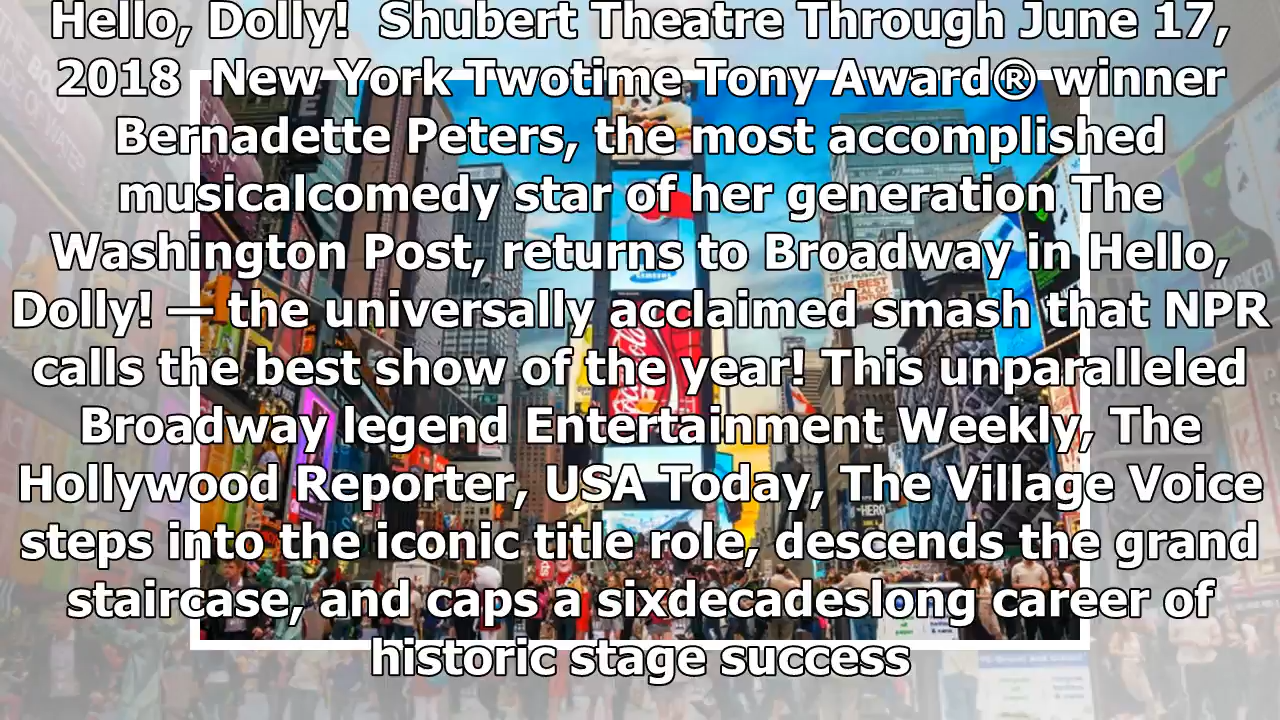 Hello, Dolly!  Shubert Theatre Through June 17,
2018  New York Twotime Tony Award® winner
Bernadette Peters, the most accomplished
musicalcomedy star of her generation The
Washington Post, returns to Broadway in Hello,
Dolly! — the universally acclaimed smash that NPR
calls the best show of the year! This unparalleled
Broadway legend Entertainment Weekly, The
Hollywood Reporter, USA Today, The Village Voice
steps into the iconic title role, descends the grand
staircase, and caps a sixdecadeslong career of
historic stage success
SAMSUNG
Coca-Cola